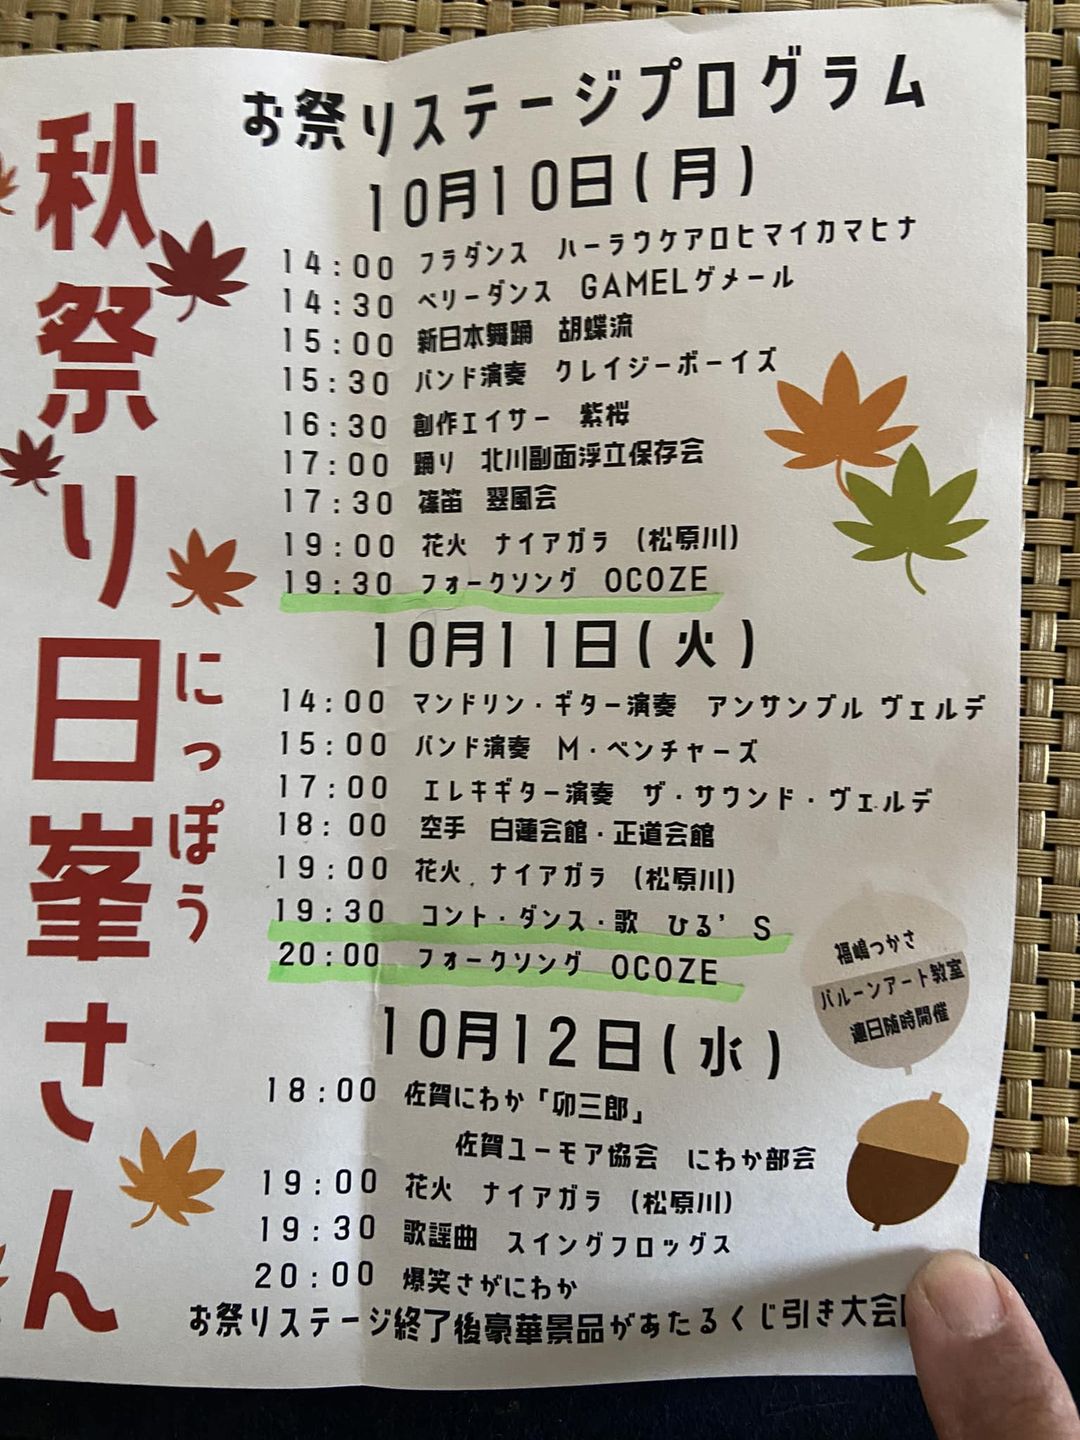 秋祭り日峯さん
にっぽう
お祭りステージプログラム
10月10日(月)
14:00 フラダンス ハーラウケアロヒマイカマヒナ
14:30 ベリーダンス GAMELゲメール
15:00 新日本舞踊 胡蝶流
15:30 バンド演奏 クレイジーボーイズ
16:30 創作エイサー 紫桜
17:00 踊り 北川副面浮立保存会
17:30 篠笛 翠風会
19:00 花火 ナイアガラ (松原川)
19:30 フォークソング OCOZE
10月11日(火)
14:00 マンドリン・ギター演奏 アンサンブル ヴェルデ
15:00 バンド演奏 M・ベンチャーズ
17:00 エレキギター演奏 ザ・サウンド・ヴェルデ
18:00 空手 白蓮会館・正道会館
19:00 花火 ナイアガラ (松原川)
19:30 コント・ダンス・歌 ひる'S
20:00 フォークソング OCOZE
福嶋つかさ
バルーンアート教室
連日随時開催
10月12日(水)
18:00 佐賀にわか「卯三郎」
佐賀ユーモア協会 にわか部会
19:00 花火 ナイアガラ (松原川)
19:30 歌謡曲 スイングフロッグス
20:00 爆笑さがにわか
お祭りステージ終了後豪華景品があたるくじ引き大会